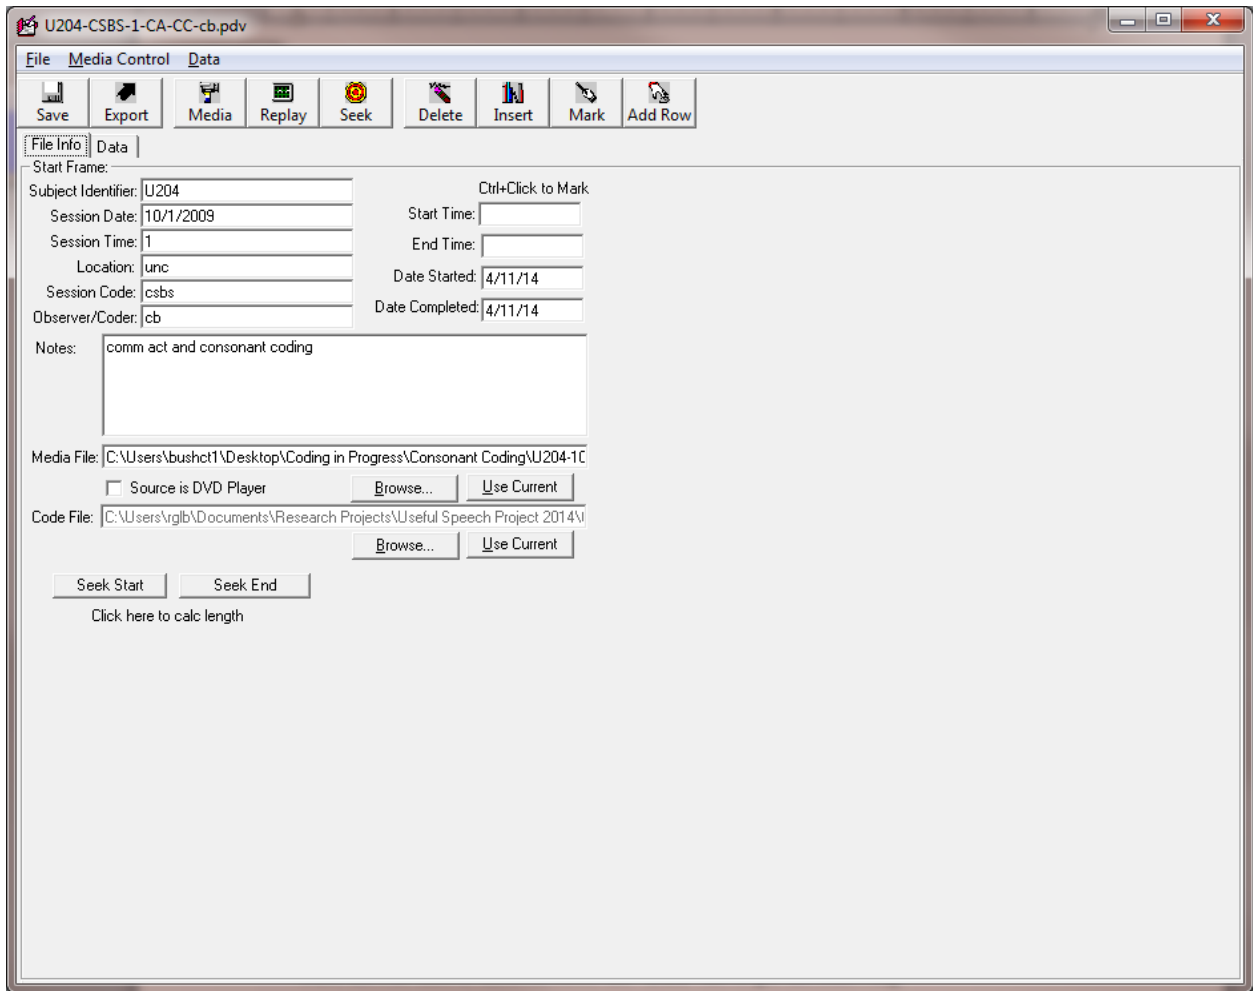 U204-CSBS-1-CA-CC-cb.pdv
File Media Control Data
Save Export Media Replay Seek Delete Insert Mark Add Row
File Info Data
Start Frame:
Subject Identifier: U204
Ctrl+Click to Mark
Session Date: 10/1/2009
Start Time:
Session Time: 1
End Time:
Location: unc
Date Started: 4/11/14
Session Code: csbs
Date Completed: 4/11/14
Observer/Coder: cb
Notes: comm act and consonant coding
Media File: C:\Users\bushct1\Desktop\Coding in Progress\Consonant Coding\U204-10
Source is DVD Player Browse... Use Current
Code File: C:\Users\rglb\Documents\Research Projects\Useful Speech Project 2014\
Browse... Use Current
Seek Start Seek End
Click here to calc length